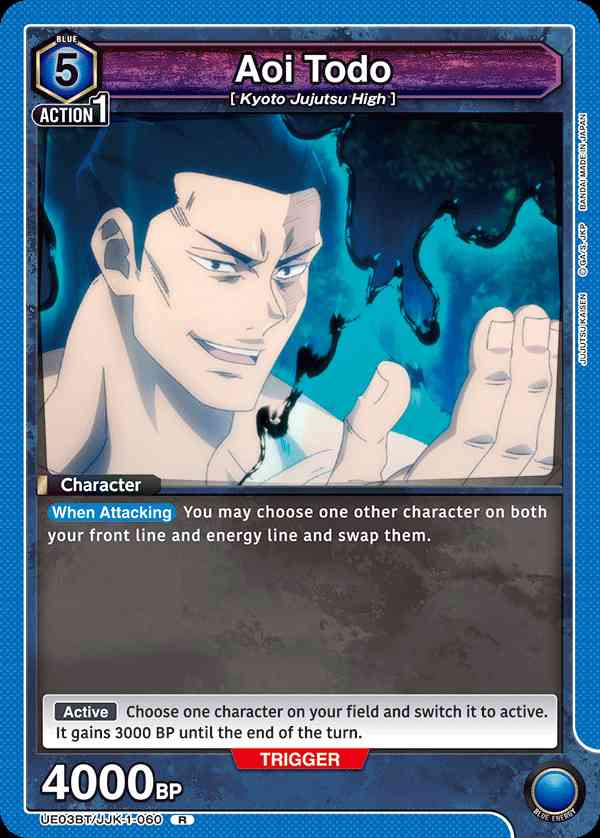 BLUE
5
Aoi Todo
[ Kyoto Jujutsu High ]
ACTION 1
BANDAI MADE IN JAPAN
© GA/S, JKP
JUJUTSU KAISEN
Character
When Attacking You may choose one other character on both
your front line and energy line and swap them.
Active Choose one character on your field and switch it to active.
It gains 3000 BP until the end of the turn.
TRIGGER
4000 BP
BLUE ENERGY
UE03BT/JJK-1-060 R